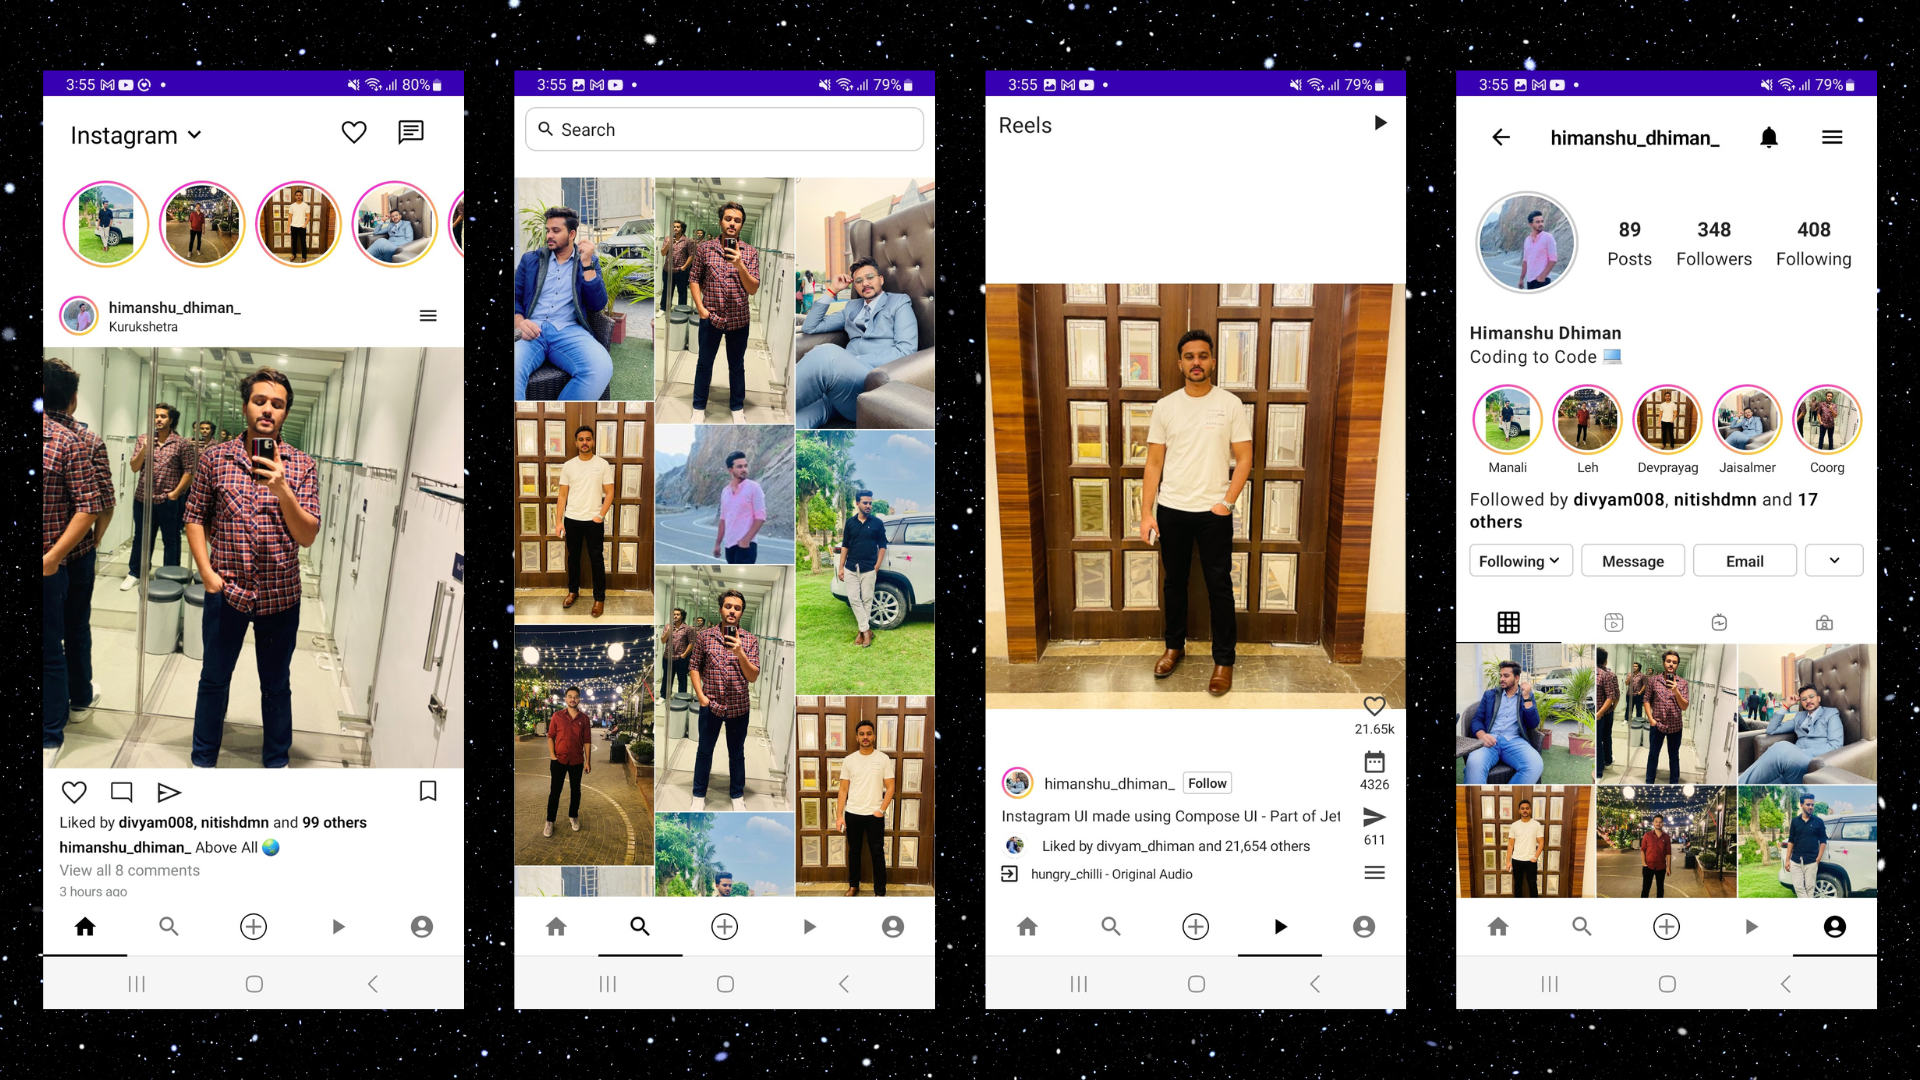 3:55
80%
Instagram
himanshu_dhiman_
Kurukshetra
Liked by divyam008, nitishdmn and 99 others
himanshu_dhiman_ Above All 🌏
View all 8 comments
3 hours ago
3:55
79%
Search
3:55
79%
Reels
21.65k
4326
himanshu_dhiman_
Follow
Instagram UI made using Compose UI - Part of Jet
611
Liked by divyam_dhiman and 21,654 others
hungry_chilli - Original Audio
3:55
79%
himanshu_dhiman_
89 348 408
Posts Followers Following
Himanshu Dhiman
Coding to Code 💻
Manali Leh Devprayag Jaisalmer Coorg
Followed by divyam008, nitishdmn and 17
others
Following Message Email